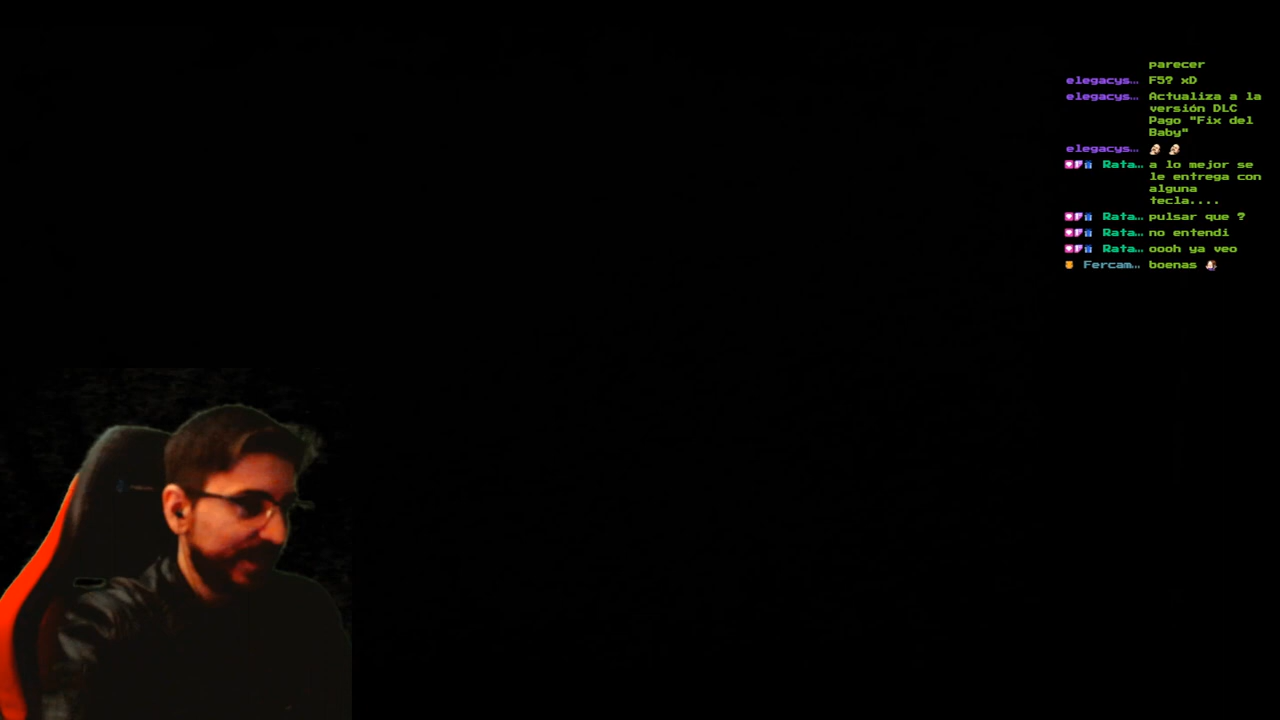 parecer
elegacys… F5? xD
elegacys… Actualiza a la
versión DLC
Pago "Fix del
Baby"
elegacys…
Rata… a lo mejor se
le entrega con
alguna
tecla....
Rata… pulsar que ?
Rata… no entendi
Rata… oooh ya veo
Fercam… boenas